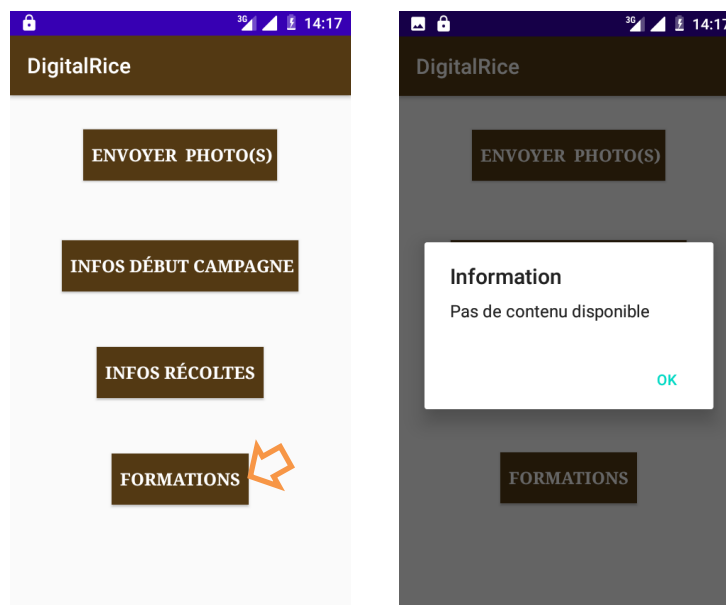 3G 14:17
DigitalRice
ENVOYER PHOTO(S)
INFOS DÉBUT CAMPAGNE
INFOS RÉCOLTES
FORMATIONS
3G 14:17
DigitalRice
ENVOYER PHOTO(S)
Information
Pas de contenu disponible
OK
FORMATIONS